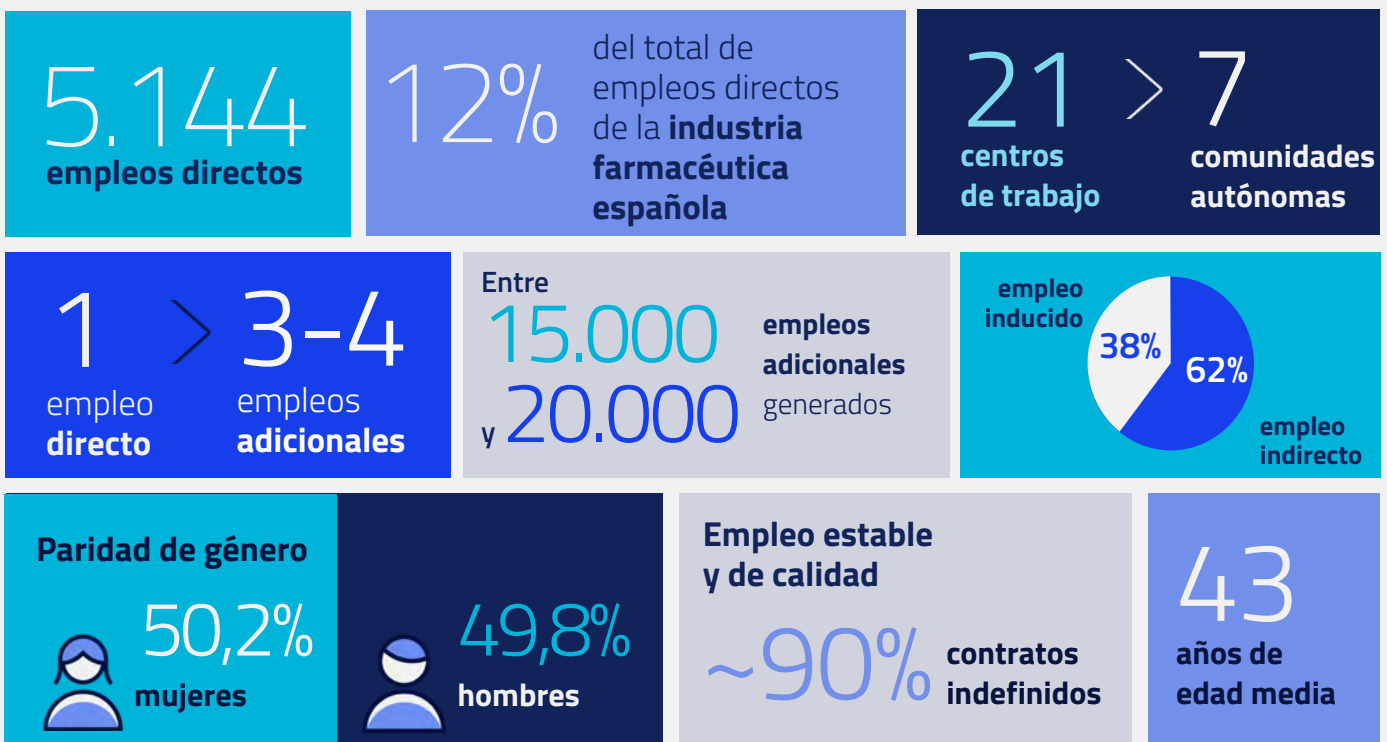 5.144
empleos directos
12%
del total de
empleos directos
de la industria
farmacéutica
española
21 > 7
centros
de trabajo
comunidades
autónomas
1 > 3-4
empleo
directo
empleos
adicionales
Entre
15.000
y 20.000
empleos
adicionales
generados
empleo
inducido
38%
62%
empleo
indirecto
Paridad de género
50,2%
mujeres
49,8%
hombres
Empleo estable
y de calidad
~90%
contratos
indefinidos
43
años de
edad media